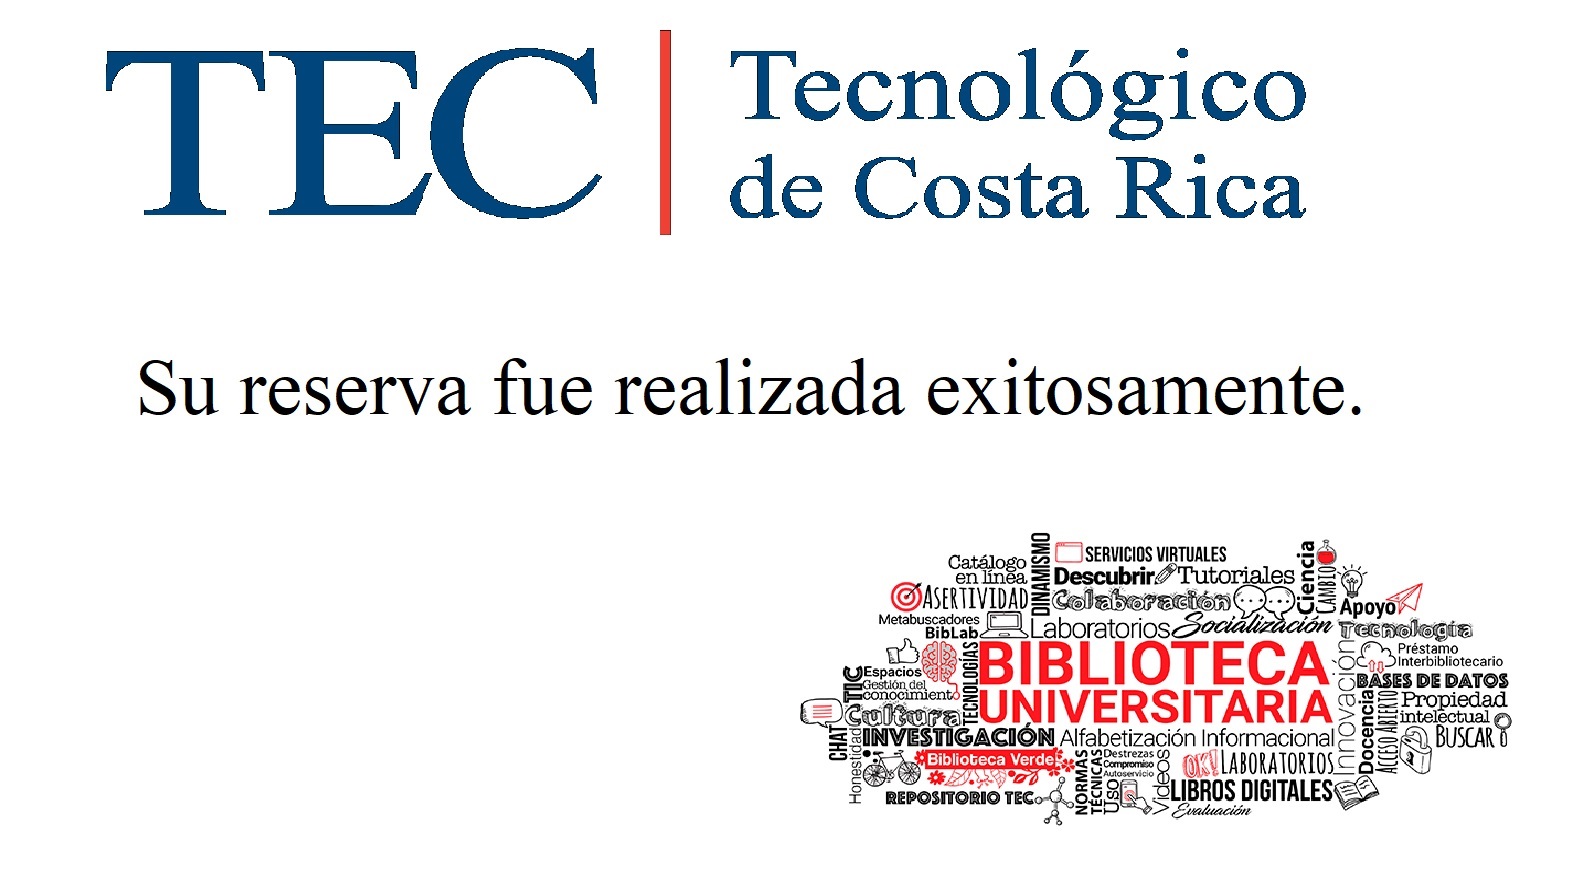 TEC
Tecnológico
de Costa Rica
Su reserva fue realizada exitosamente.
DINAMISMO
SERVICIOS VIRTUALES
Catálogo
en línea
Descubrir
Tutoriales
Ciencia
CAMBIO
ASERTIVIDAD
Colaboración
Apoyo
Metabuscadores
BibLab
Laboratorios
Socialización
Tecnología
BIBLIOTECA
UNIVERSITARIA
TECNOLOGÍAS
Innovación
Préstamo
Interbibliotecario
Espacios
TIC
Gestión del
conocimient
BASES DE DATOS
Docencia
ACCESO ABIERTO
Propiedad
intelectual
Cultura
CHAT
Honestidad
INVESTIGACIÓN
Alfabetización Informacional
BUSCAR
Biblioteca Verde
NORMAS
TÉCNICAS
Destrezas
Compromiso
Autoservicio
Uso
Videos
OK!
LABORATORIOS
REPOSITORIO TEC
LIBROS DIGITALES
Evaluación